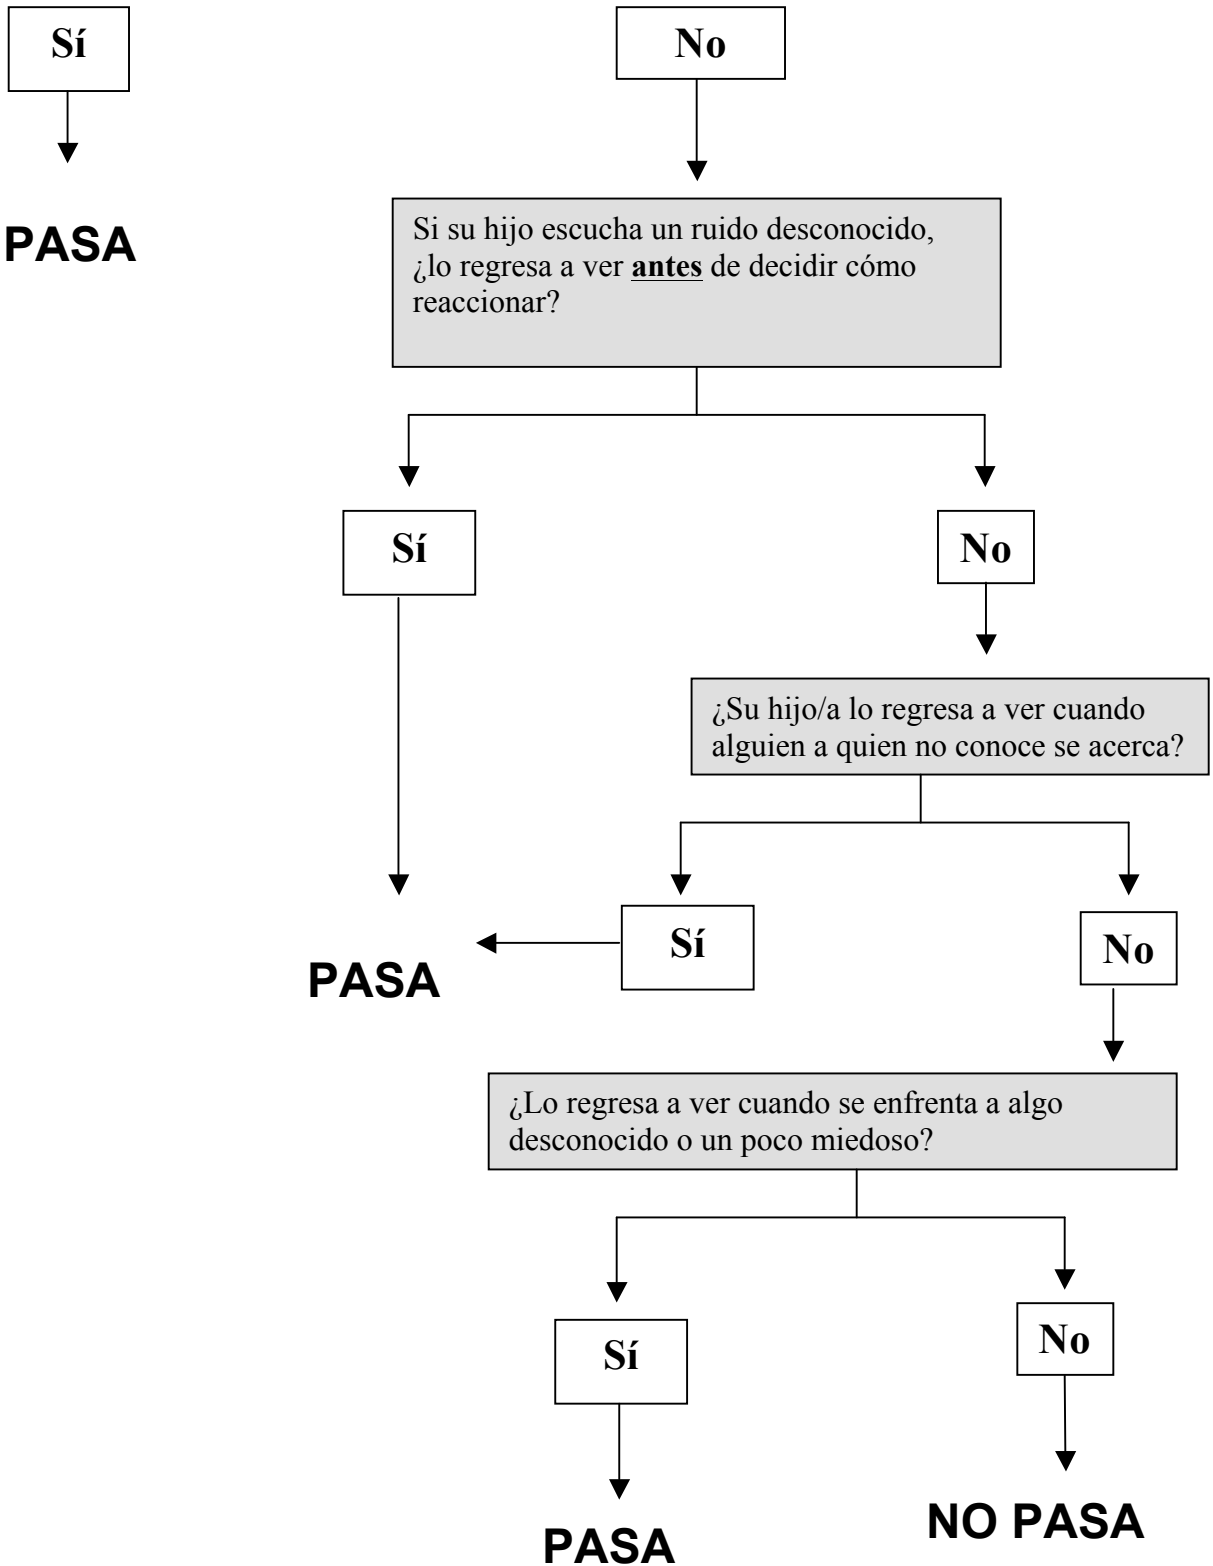 Sí
No
PASA
Si su hijo escucha un ruido desconocido,
¿lo regresa a ver antes de decidir cómo
reaccionar?
Sí
No
¿Su hijo/a lo regresa a ver cuando
alguien a quien no conoce se acerca?
Sí
No
PASA
¿Lo regresa a ver cuando se enfrenta a algo
desconocido o un poco miedoso?
Sí
No
PASA
NO PASA